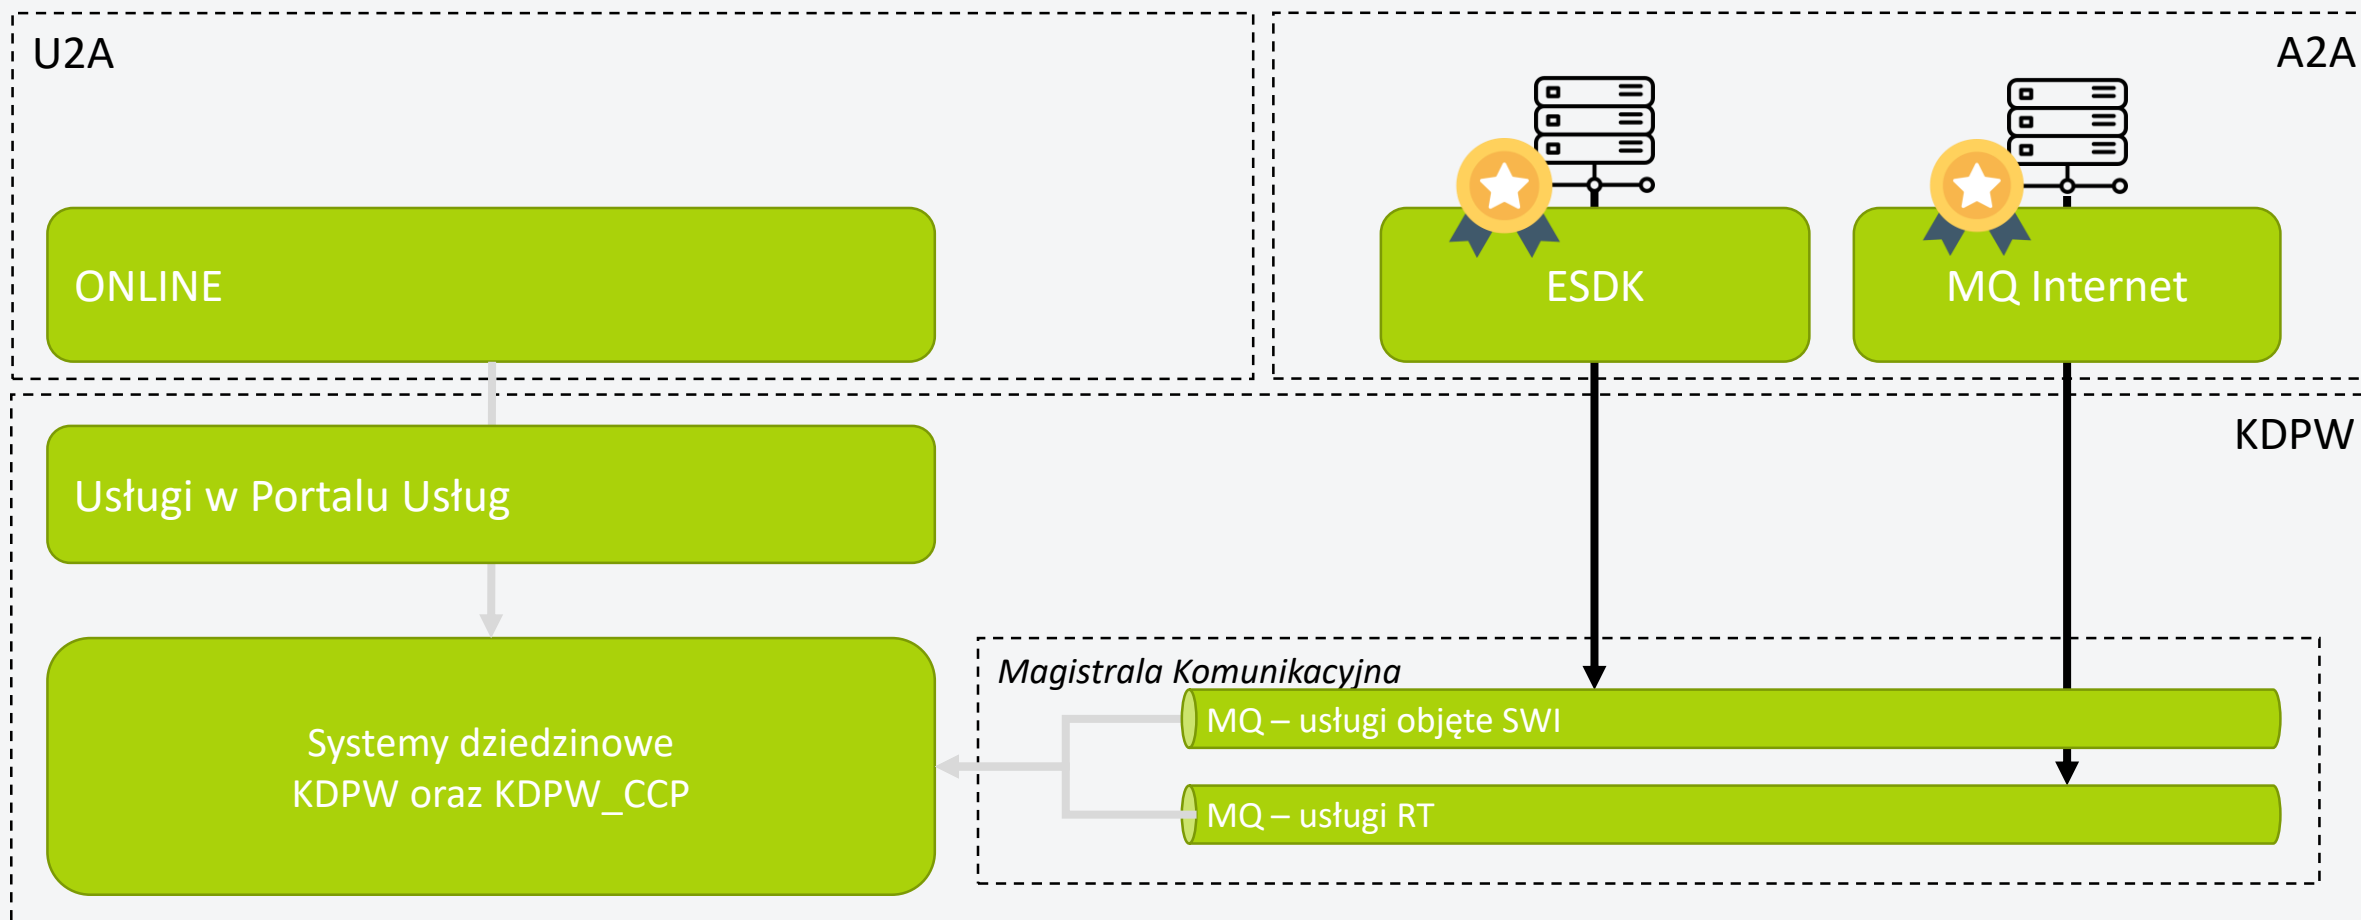 U2A
A2A
ONLINE
ESDK
MQ Internet
KDPW
Usługi w Portalu Usług
Magistrala Komunikacyjna
MQ – usługi objęte SWI
Systemy dziedzinowe
KDPW oraz KDPW_CCP
MQ – usługi RT